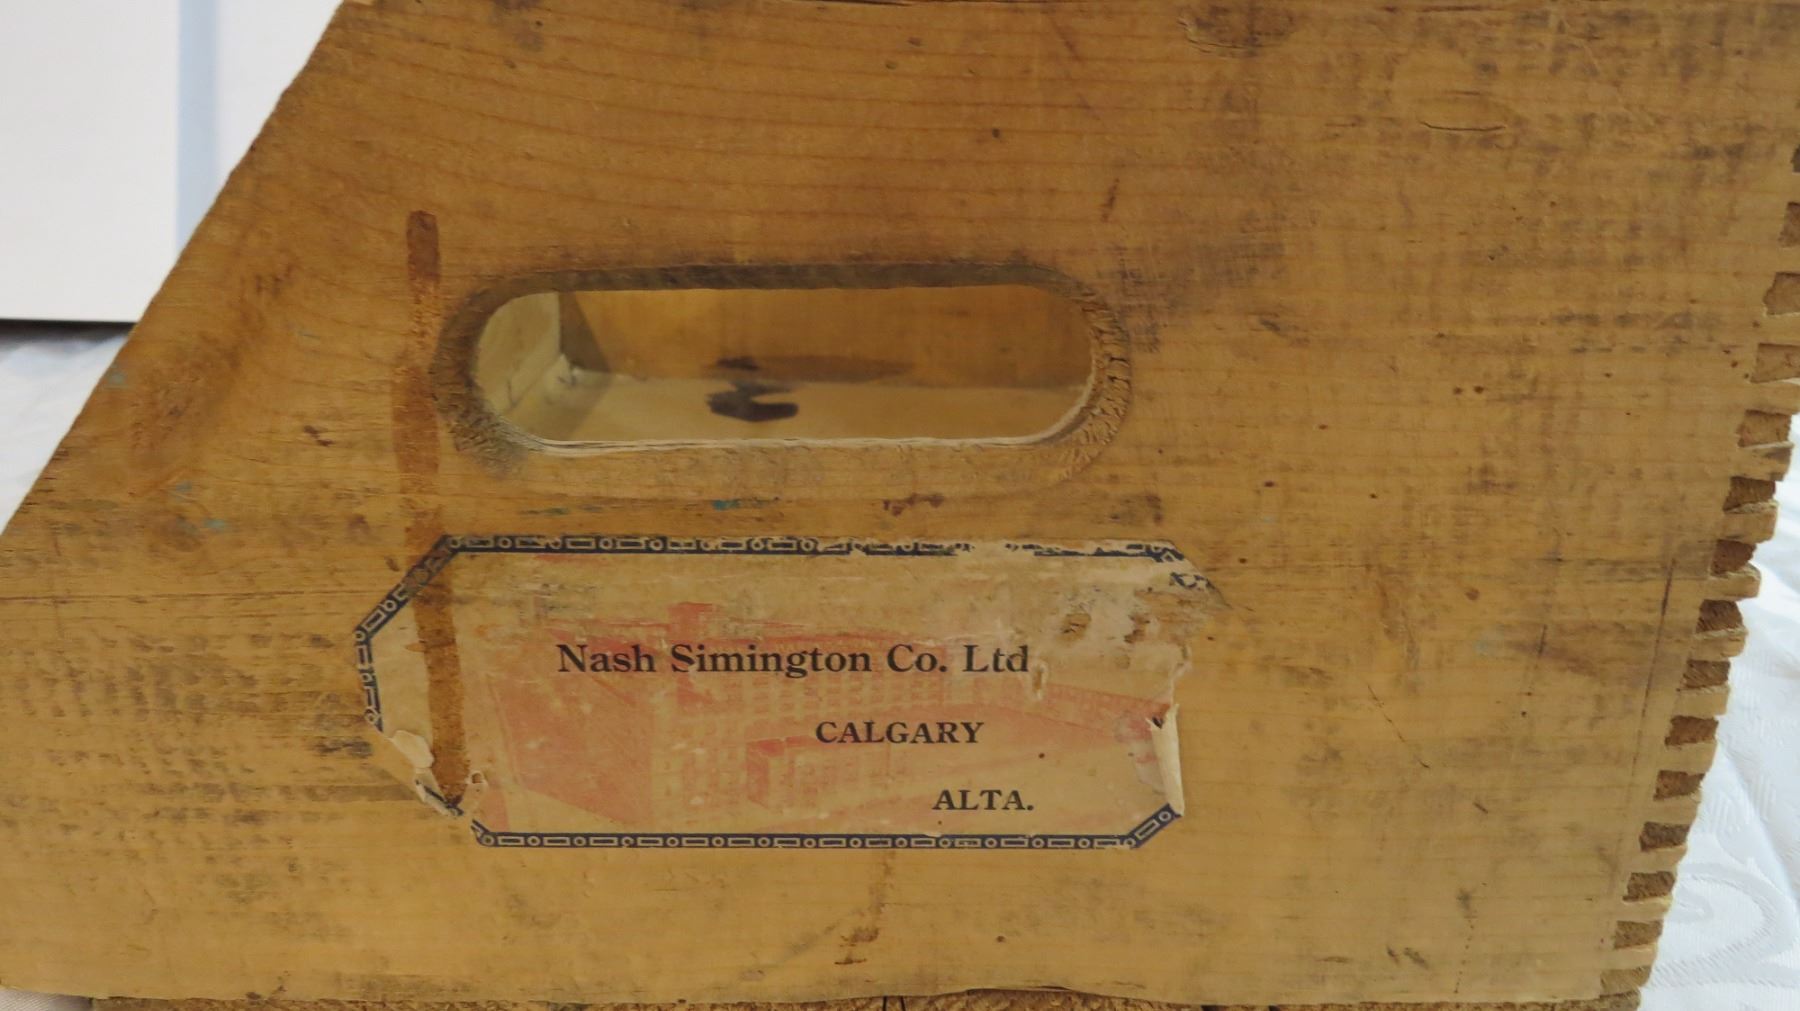 Nash Simington Co. Ltd
CALGARY
ALTA.